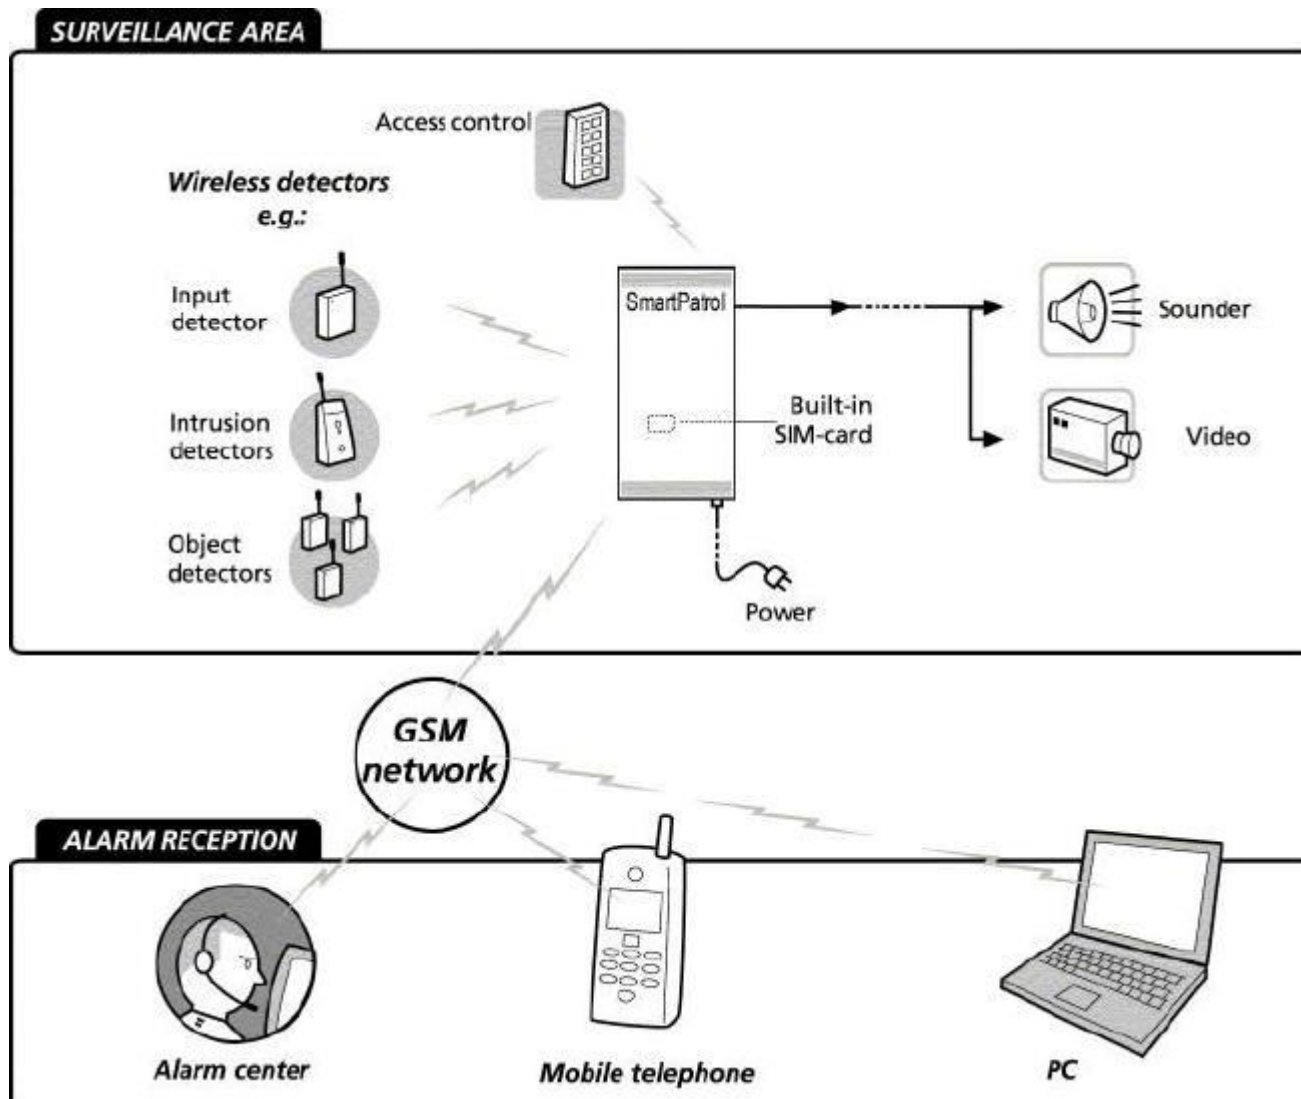 SURVEILLANCE AREA
Access control
Wireless detectors
e.g.:
Input
detector
SmartPatrol
Sounder
Intrusion
detectors
Built-in
SIM-card
Video
Object
detectors
Power
GSM
network
ALARM RECEPTION
Alarm center
Mobile telephone
PC